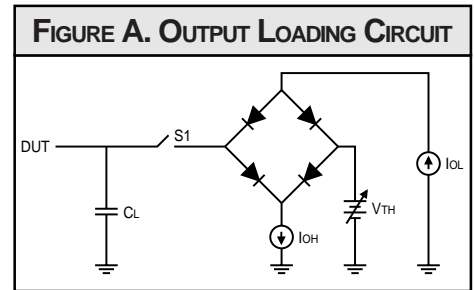 FIGURE A. OUTPUT LOADING CIRCUIT
DUT
S1
CL
IOH
VTH
IOL